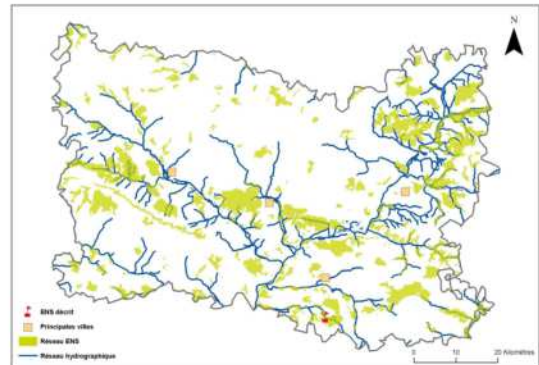 N
ENS décrit
Principales villes
Réseau ENS
Réseau hydrographique
0 10 20 Kilomètres